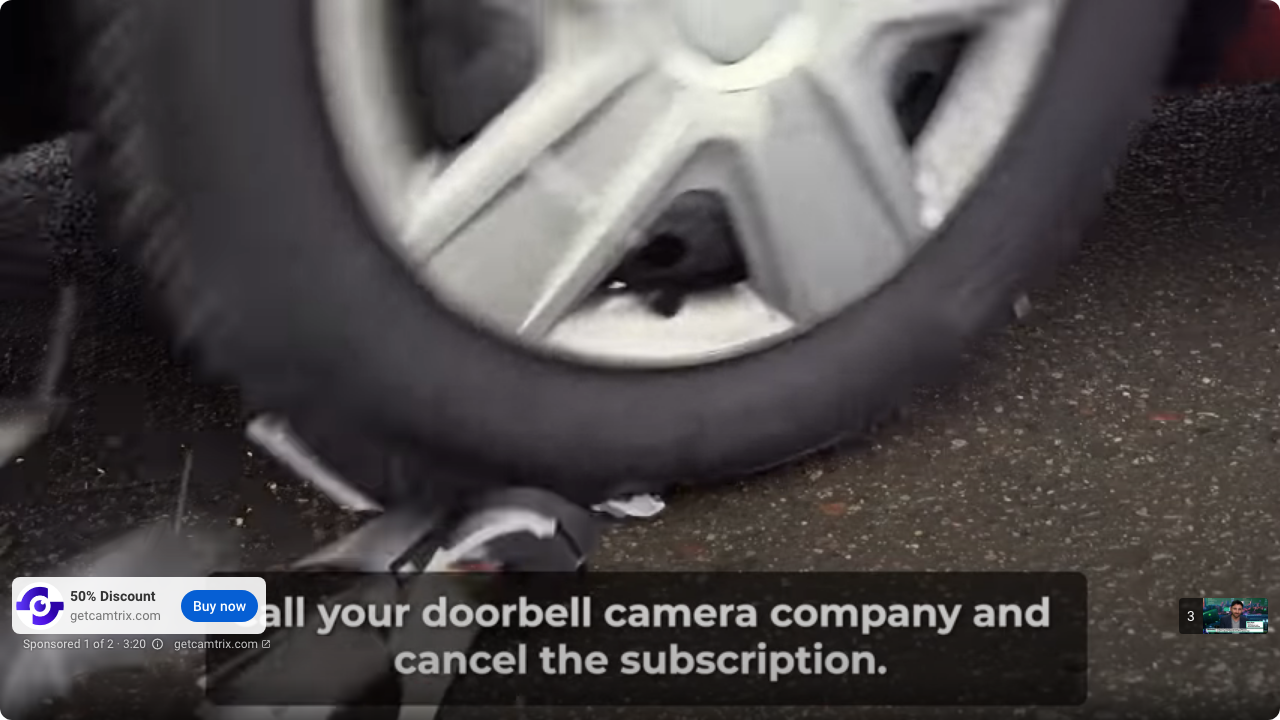 all your doorbell camera company and
cancel the subscription.
50% Discount
getcamtrix.com
Buy now
Sponsored 1 of 2 · 3:20
getcamtrix.com
3